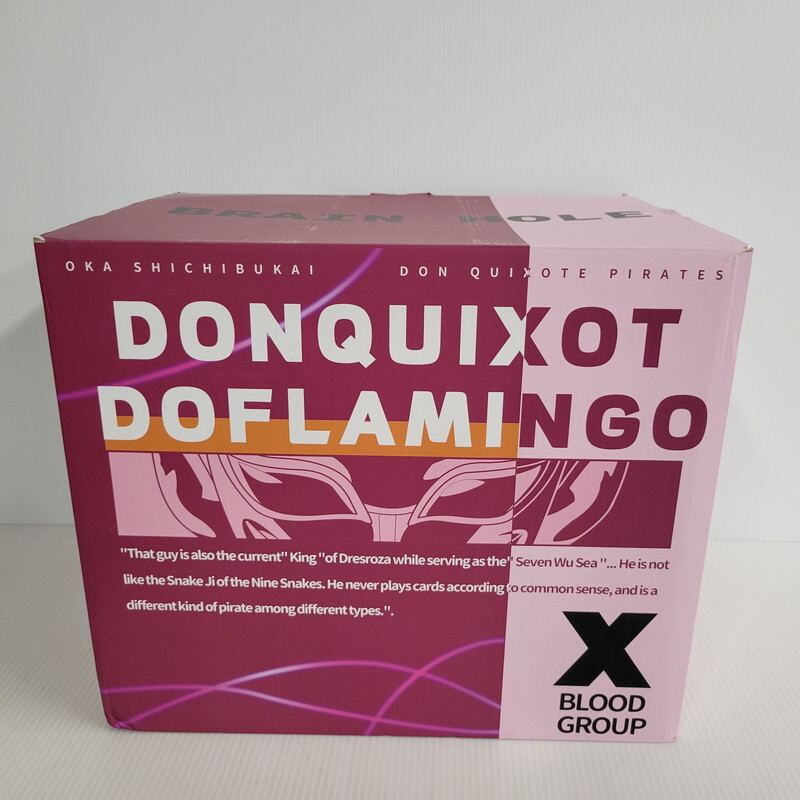 BRAIN HOLE
OKA SHICHIBUKAI DON QUIXOTE PIRATES
DONQUIXOT
DOFLAMINGO
"That guy is also the current" King "of Dresroza while serving as the" Seven Wu Sea "... He is not
like the Snake Ji of the Nine Snakes. He never plays cards according to common sense, and is a
different kind of pirate among different types.".
X
BLOOD
GROUP